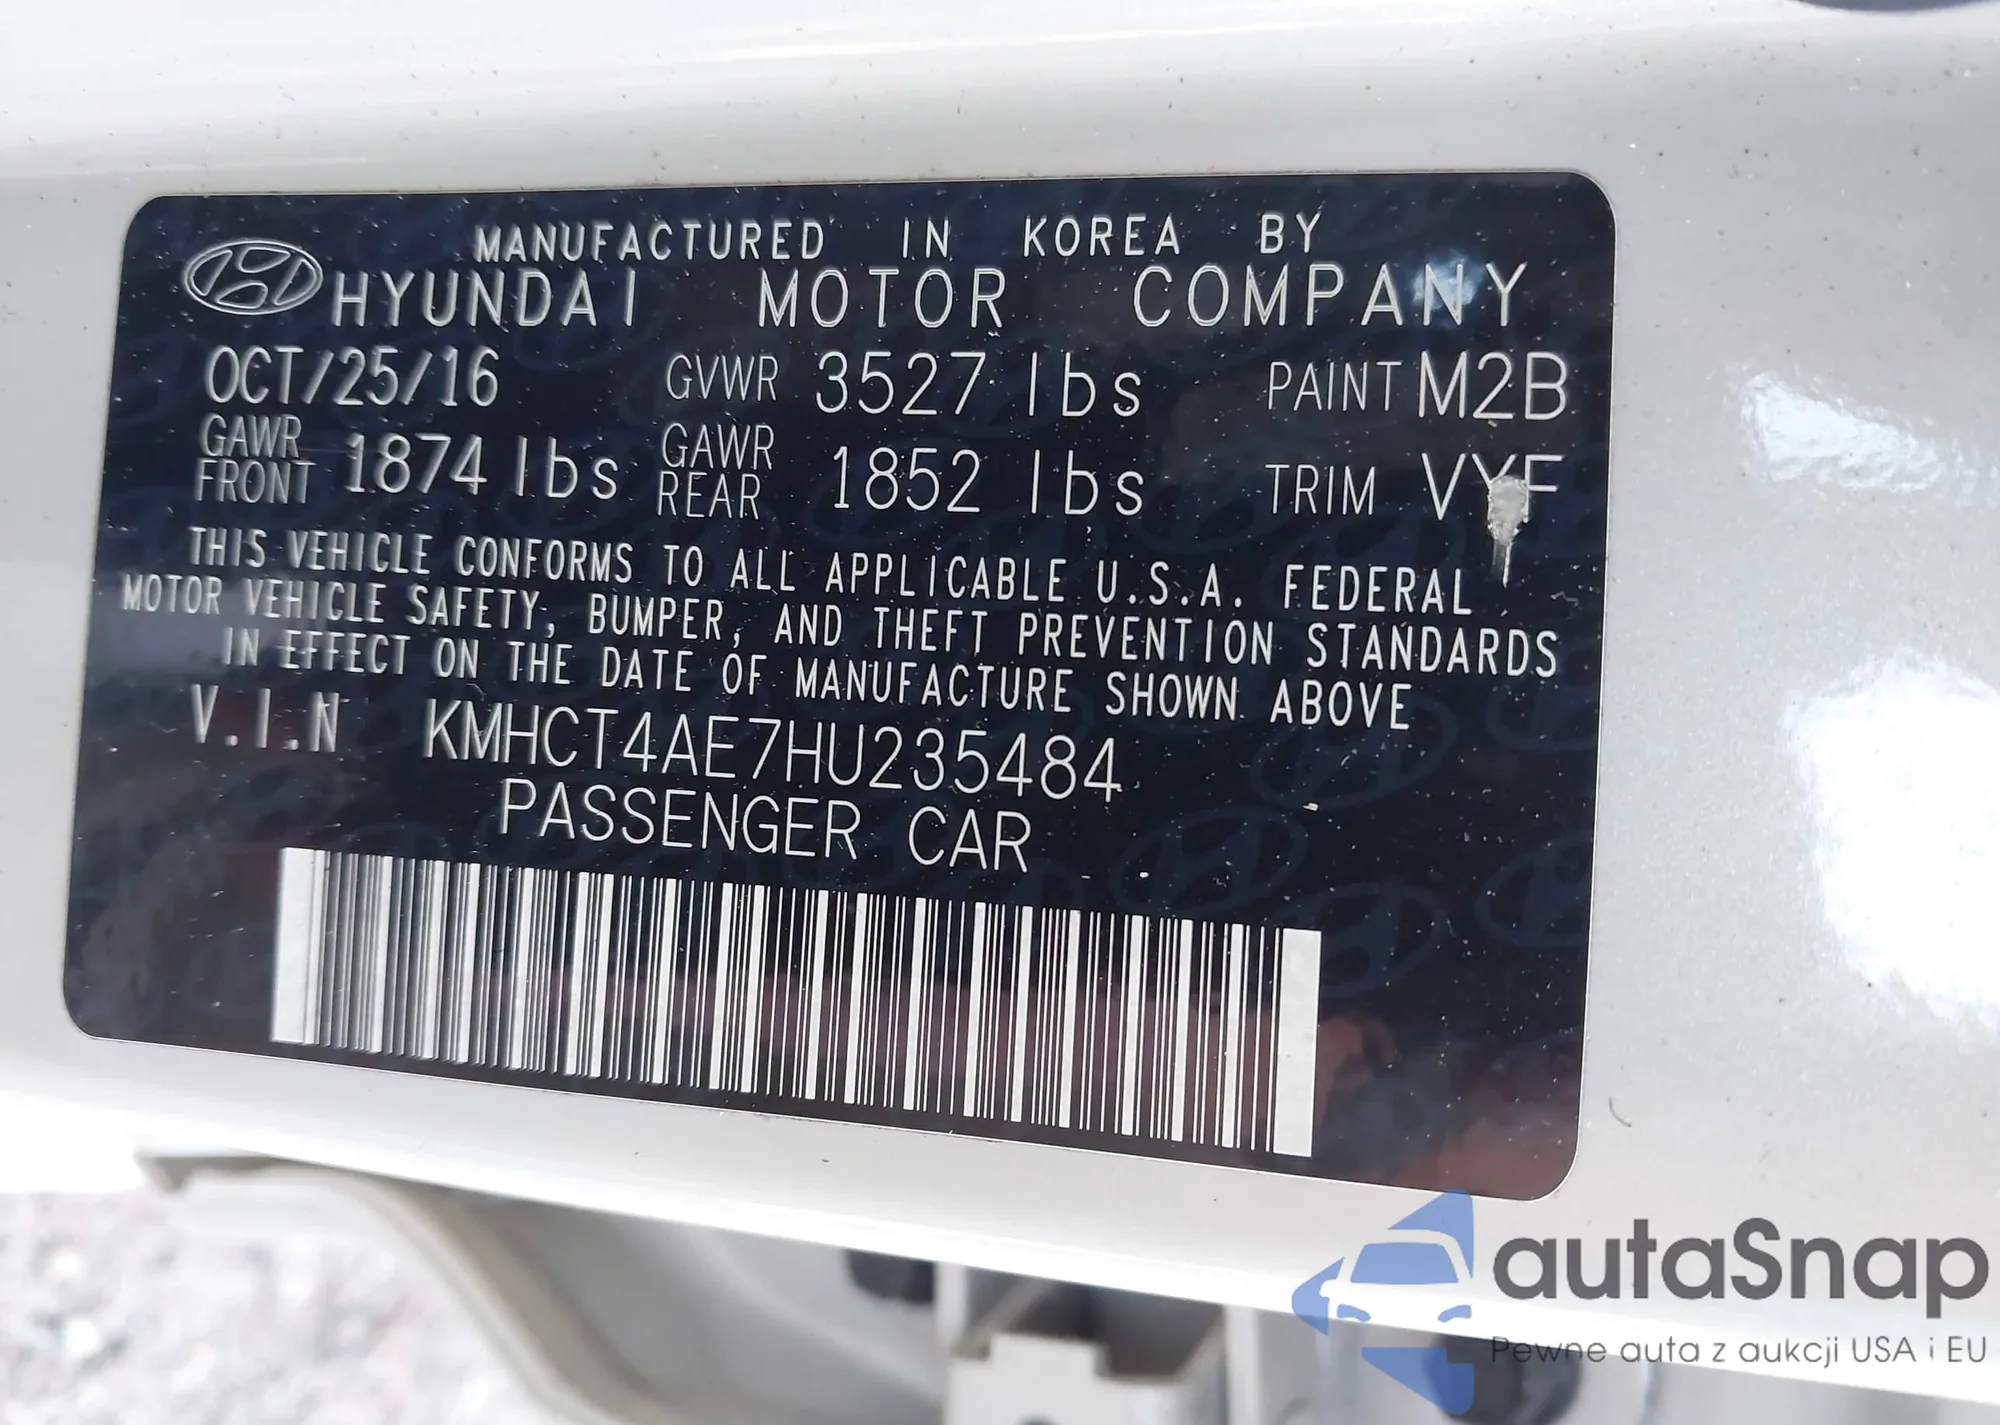 MANUFACTURED IN KOREA BY
HYUNDAI MOTOR COMPANY
OCT/25/16 GVWR 3527 lbs PAINT M2B
GAWR FRONT 1874 lbs GAWR REAR 1852 lbs TRIM
THIS VEHICLE CONFORMS TO ALL APPLICABLE U.S.A. FEDERAL
MOTOR VEHICLE SAFETY, BUMPER, AND THEFT PREVENTION STANDARDS
IN EFFECT ON THE DATE OF MANUFACTURE SHOWN ABOVE
V.I.N KMHCT4AE7HU235484
PASSENGER CAR
autaSnap
Pewne auta z aukcji USA i EU